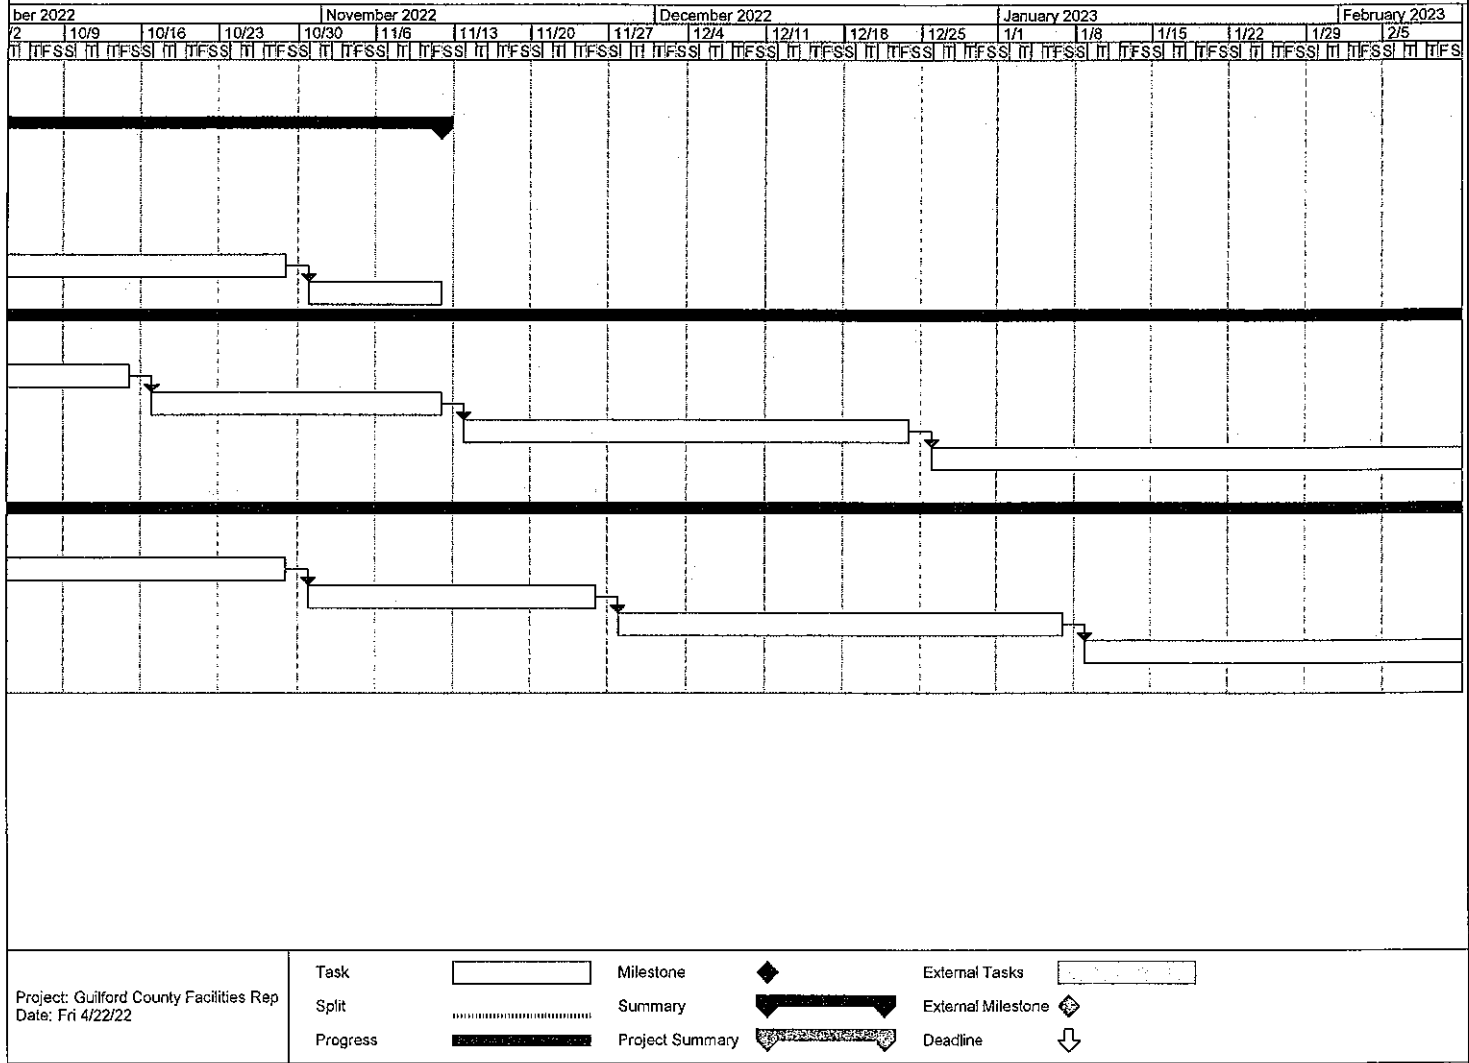 ber 2022 November 2022 December 2022 January 2023 February 2023
/2 10/9 10/16 10/23 10/30 11/6 11/13 11/20 11/27 12/4 12/11 12/18 12/25 1/1 1/8 1/15 1/22 1/29 2/5
Task Milestone External Tasks
Project: Guilford County Facilities Rep
Date: Fri 4/22/22
Split Summary External Milestone
Progress Project Summary Deadline